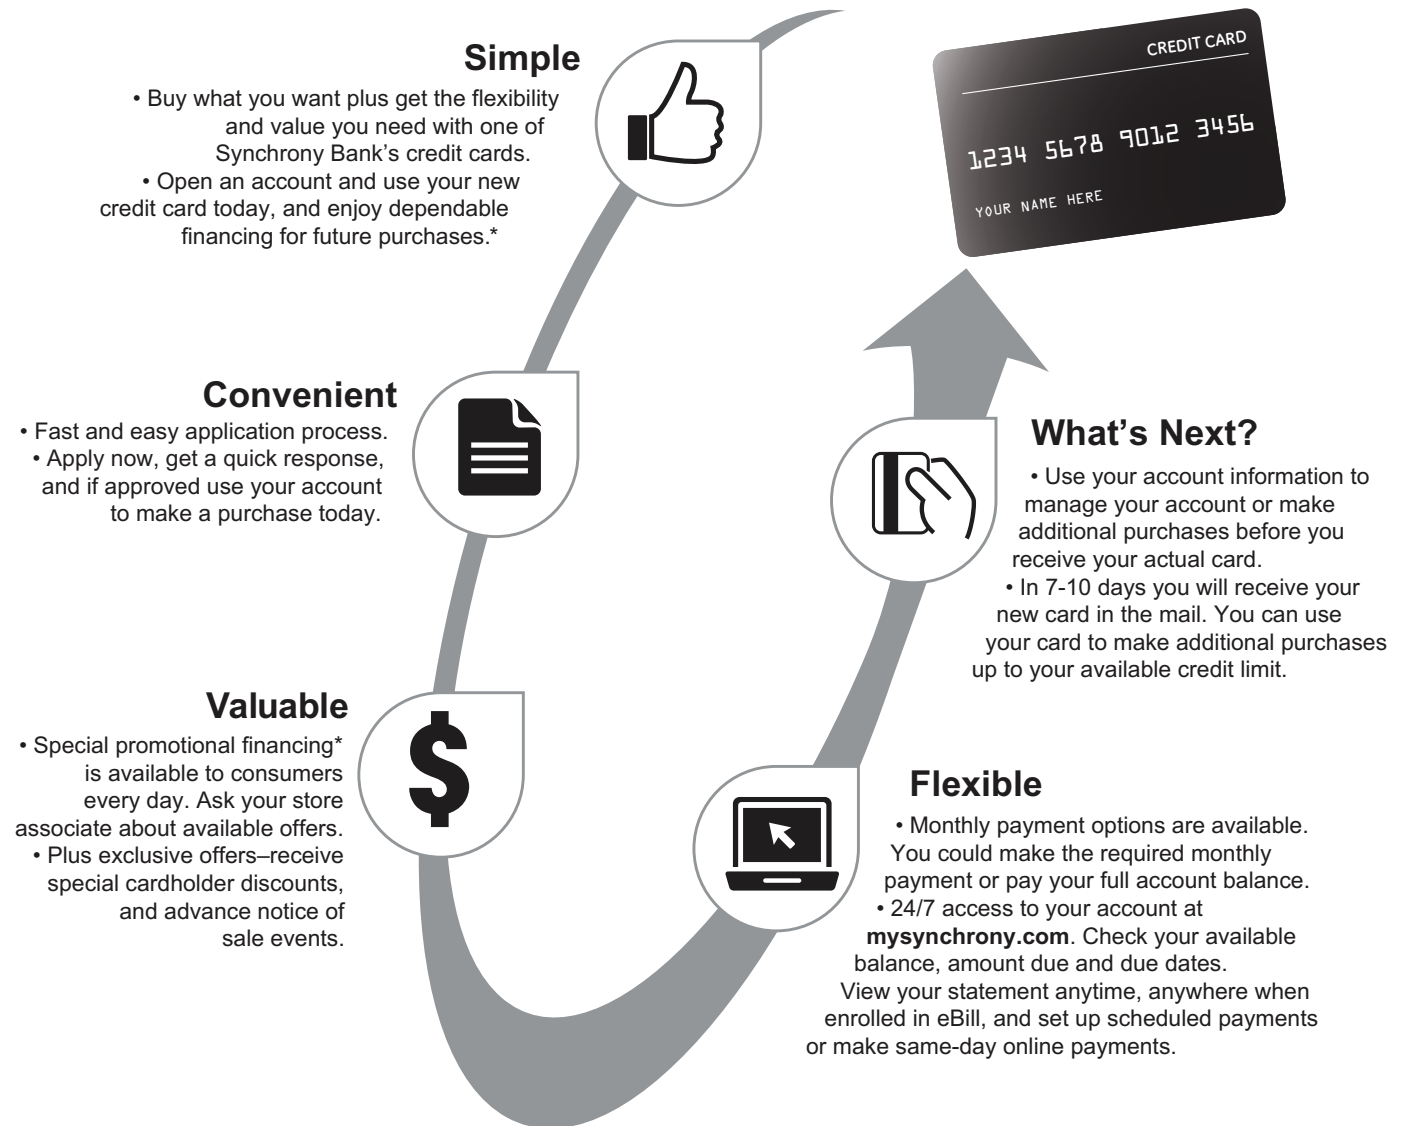 Simple
• Buy what you want plus get the flexibility
and value you need with one of
Synchrony Bank's credit cards.
• Open an account and use your new
credit card today, and enjoy dependable
financing for future purchases.*
CREDIT CARD
1234 5678 9012 3456
YOUR NAME HERE
Convenient
• Fast and easy application process.
• Apply now, get a quick response,
and if approved use your account
to make a purchase today.
Valuable
• Special promotional financing*
is available to consumers
every day. Ask your store
associate about available offers.
• Plus exclusive offers–receive
special cardholder discounts,
and advance notice of
sale events.
What's Next?
• Use your account information to
manage your account or make
additional purchases before you
receive your actual card.
• In 7-10 days you will receive your
new card in the mail. You can use
your card to make additional purchases
up to your available credit limit.
Flexible
• Monthly payment options are available.
You could make the required monthly
payment or pay your full account balance.
• 24/7 access to your account at
mysynchrony.com. Check your available
balance, amount due and due dates.
View your statement anytime, anywhere when
enrolled in eBill, and set up scheduled payments
or make same-day online payments.